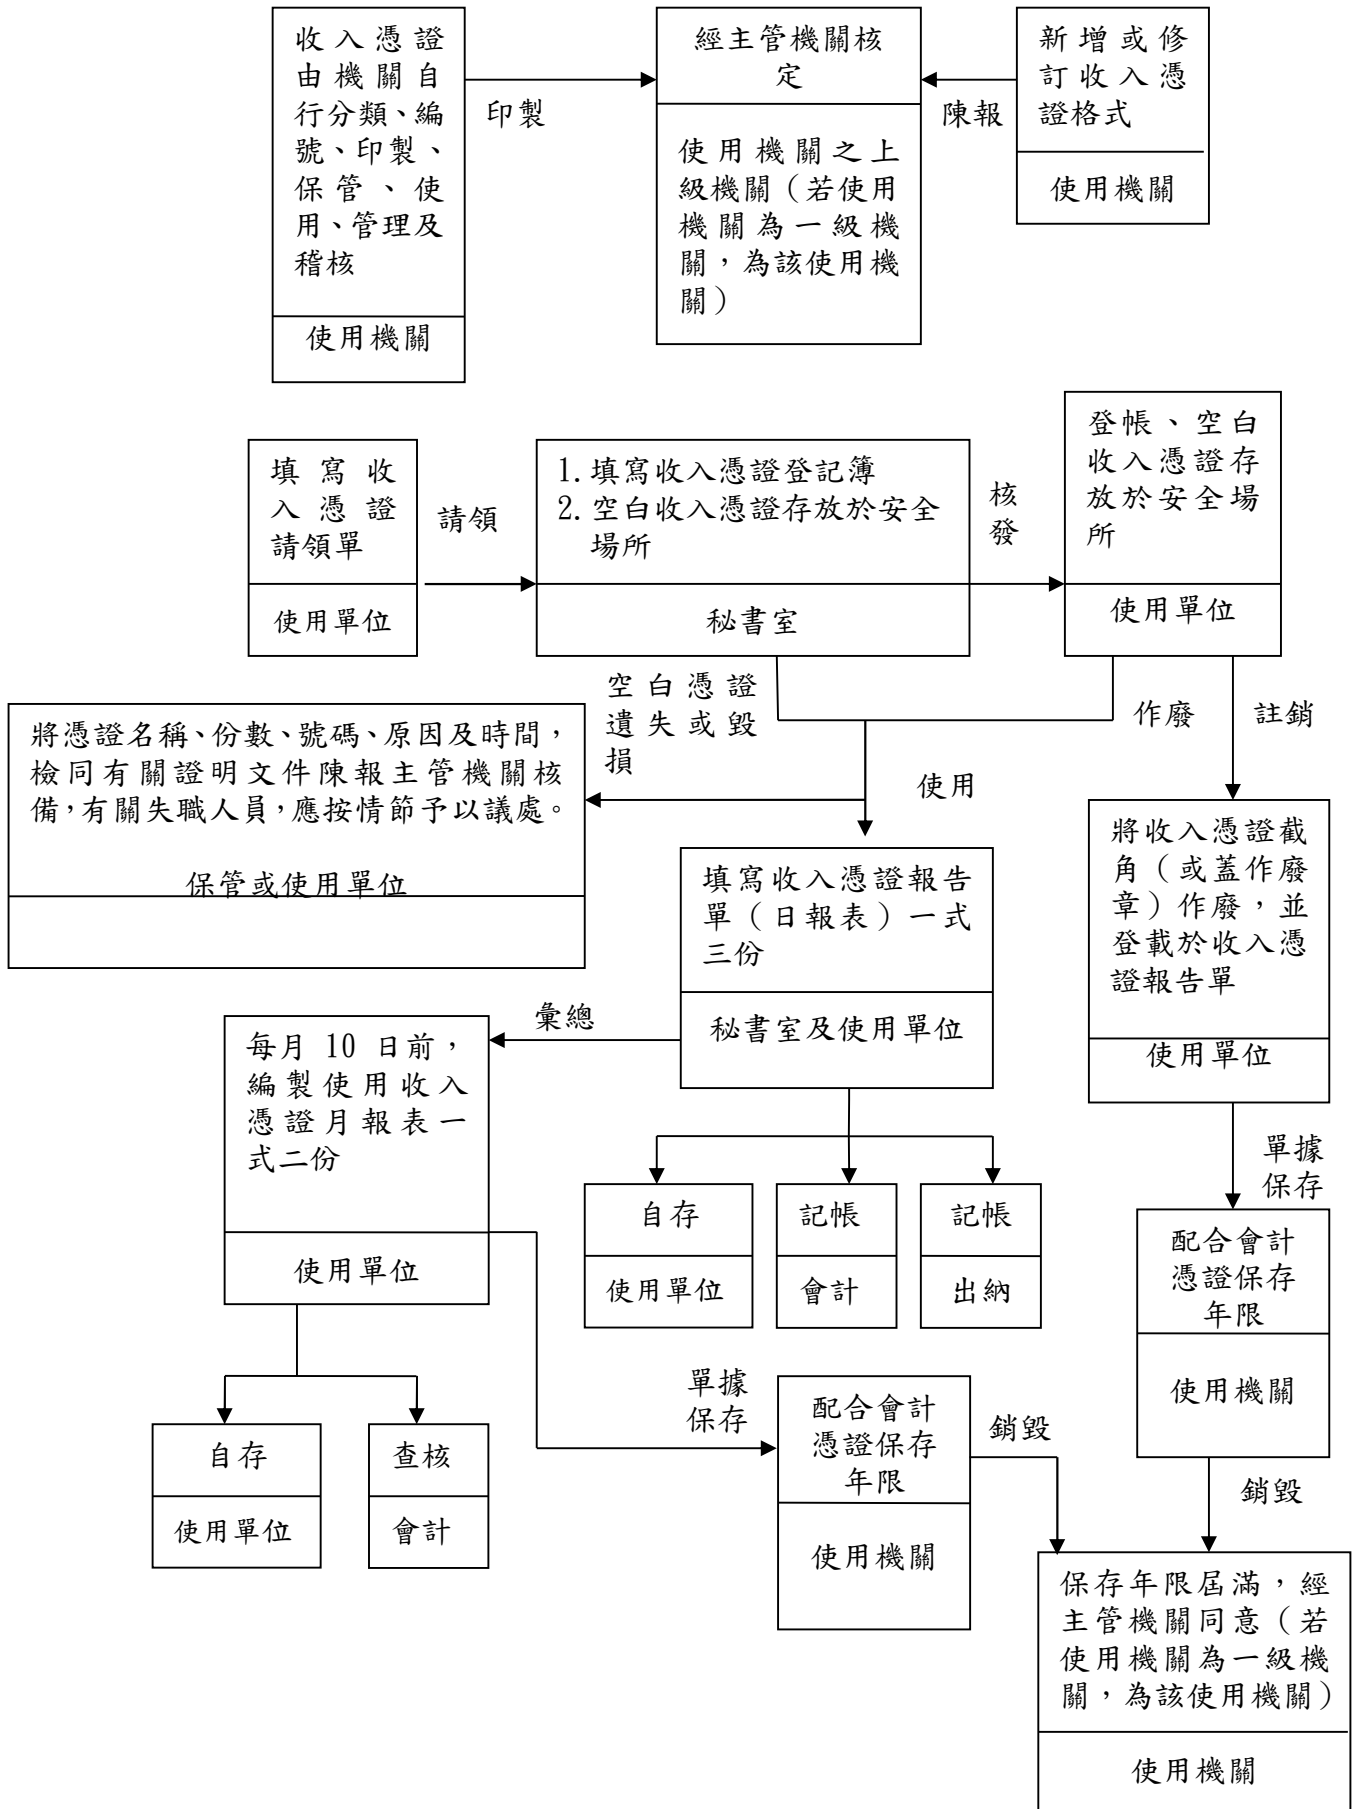 收入憑證
由機關自
行分類、編
號、印製、
保管、使
用、管理及
稽核
使用機關
印製
經主管機關核
定
使用機關之上
級機關（若使用
機關為一級機
關，為該使用機
關）
陳報
新增或修
訂收入憑
證格式
使用機關
填寫收
入憑證
請領單
使用單位
請領
1.填寫收入憑證登記簿
2.空白收入憑證存放於安全
場所
秘書室
核
發
登帳、空白
收入憑證存
放於安全場
所
使用單位
空白憑證
遺失或毀
損
作廢
註銷
將憑證名稱、份數、號碼、原因及時間，
檢同有關證明文件陳報主管機關核
備，有關失職人員，應按情節予以議處。
保管或使用單位
使用
填寫收入憑證報告
單（日報表）一式
三份
秘書室及使用單位
將收入憑證截
角（或蓋作廢
章）作廢，並
登載於收入憑
證報告單
使用單位
彙總
每月 10 日前，
編製使用收入
憑證月報表一
式二份
使用單位
自存
使用單位
記帳
會計
記帳
出納
單據
保存
配合會計
憑證保存
年限
使用機關
自存
使用單位
查核
會計
單據
保存
配合會計
憑證保存
年限
使用機關
銷毀
銷毀
保存年限屆滿，經
主管機關同意（若
使用機關為一級機
關，為該使用機關）
使用機關